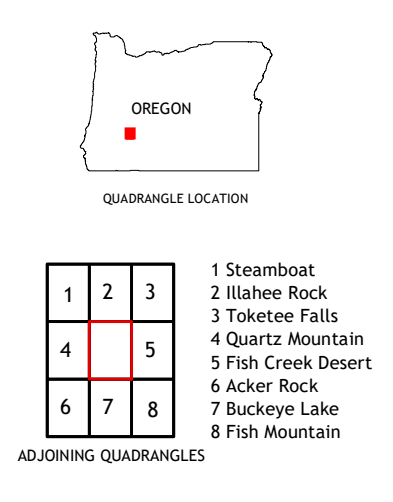 OREGON
QUADRANGLE LOCATION
1 2 3
4 5
6 7 8
ADJOINING QUADRANGLES
1 Steamboat
2 Illahee Rock
3 Toketee Falls
4 Quartz Mountain
5 Fish Creek Desert
6 Acker Rock
7 Buckeye Lake
8 Fish Mountain